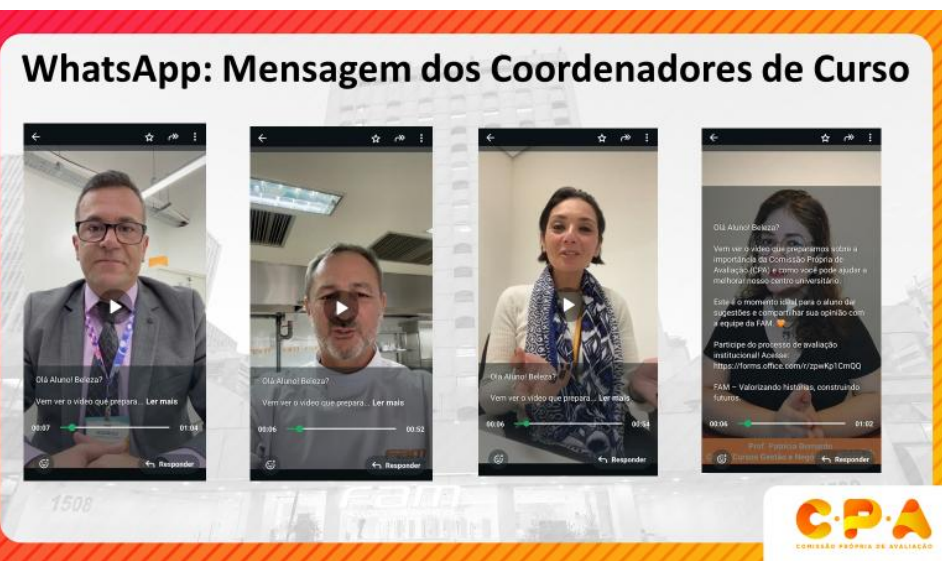 WhatsApp: Mensagem dos Coordenadores de Curso
Olá Aluno! Beleza?
Vem ver o vídeo que prepara... Ler mais
00:07
01:04
Responder
Olá Aluno! Beleza?
Vem ver o vídeo que prepara... Ler mais
00:06
00:52
Responder
Olá Aluno! Beleza?
Vem ver o vídeo que prepara... Ler mais
00:06
00:54
Responder
Olá Aluno! Beleza?
Vem ver o vídeo que preparamos sobre a
importância da Comissão Própria de
Avaliação (CPA) e como você pode ajudar a
melhorar nosso centro universitário.
Este é o momento ideal para o aluno dar
sugestões e compartilhar sua opinião com
a equipe da FAM. 🧡
Participe do processo de avaliação
institucional! Acesse:
https://forms.office.com/r/zpwKp1CmQQ
FAM – Valorizando histórias, construindo
futuros.
00:06
01:02
Prof. Patrícia
Cursos Gestão e
Responder
1508
C·P·A
COMISSÃO PRÓPRIA DE AVALIAÇÃO